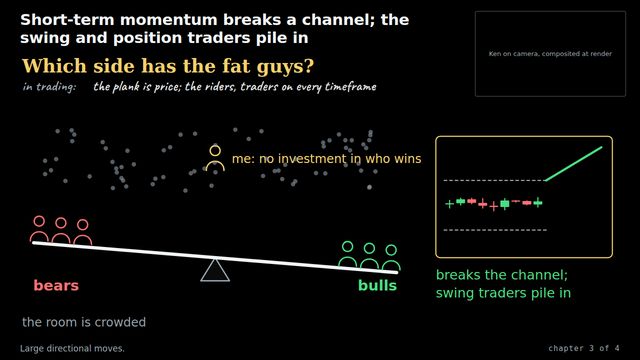 Short-term momentum breaks a channel; the
swing and position traders pile in
Ken on camera, composited at render
Which side has the fat guys?
in trading: the plank is price; the riders, traders on every timeframe
me: no investment in who wins
bears
bulls
breaks the channel;
swing traders pile in
the room is crowded
Large directional moves.
chapter 3 of 4